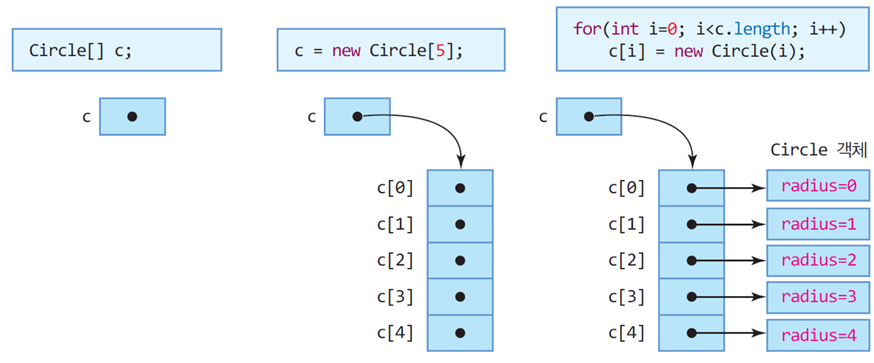 Circle[] c;
c
c = new Circle[5];
c
c[0]
c[1]
c[2]
c[3]
c[4]
for(int i=0; i<c.length; i++)
c[i] = new Circle(i);
c
Circle 객체
c[0]
radius=0
c[1]
radius=1
c[2]
radius=2
c[3]
radius=3
c[4]
radius=4